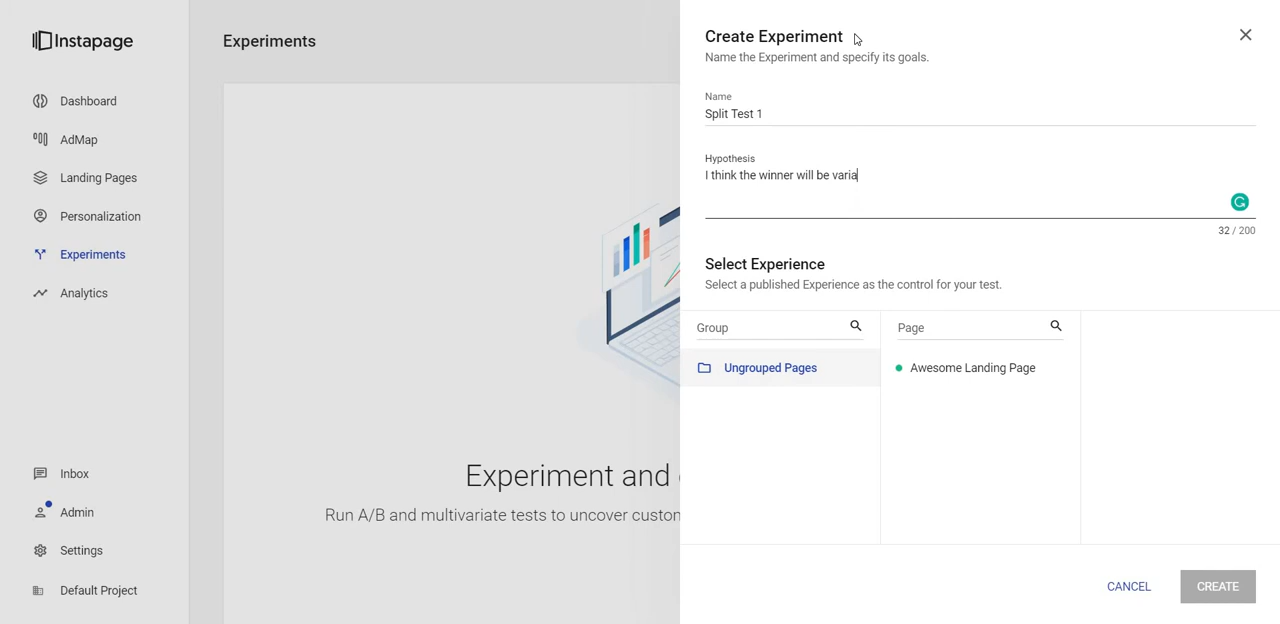 Instapage
Dashboard
AdMap
Landing Pages
Personalization
Experiments
Analytics
Inbox
Admin
Settings
Default Project
Experiments
Experiment and
Run A/B and multivariate tests to uncover custom
Create Experiment
Name the Experiment and specify its goals.
Name
Split Test 1
Hypothesis
I think the winner will be varia
32 / 200
Select Experience
Select a published Experience as the control for your test.
Group
Page
Ungrouped Pages
Awesome Landing Page
CANCEL
CREATE